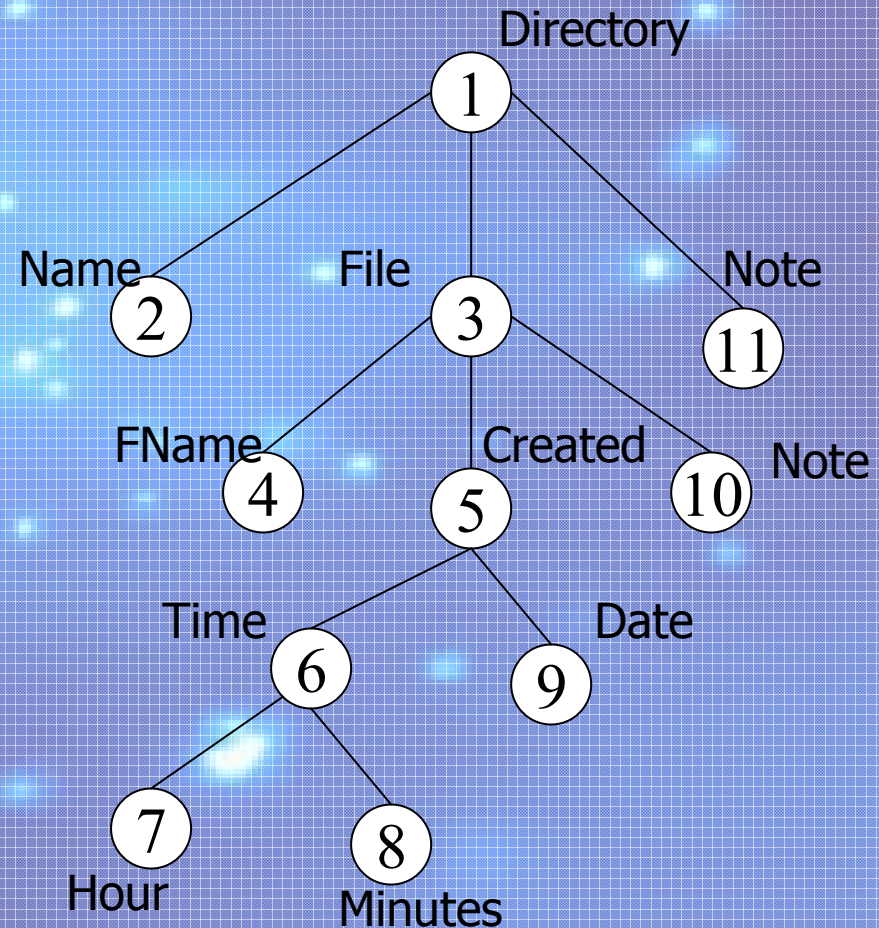 Directory
1
Name
File
Note
2
3
11
FName
Created
Note
4
5
10
Time
Date
6
9
7
8
Hour
Minutes